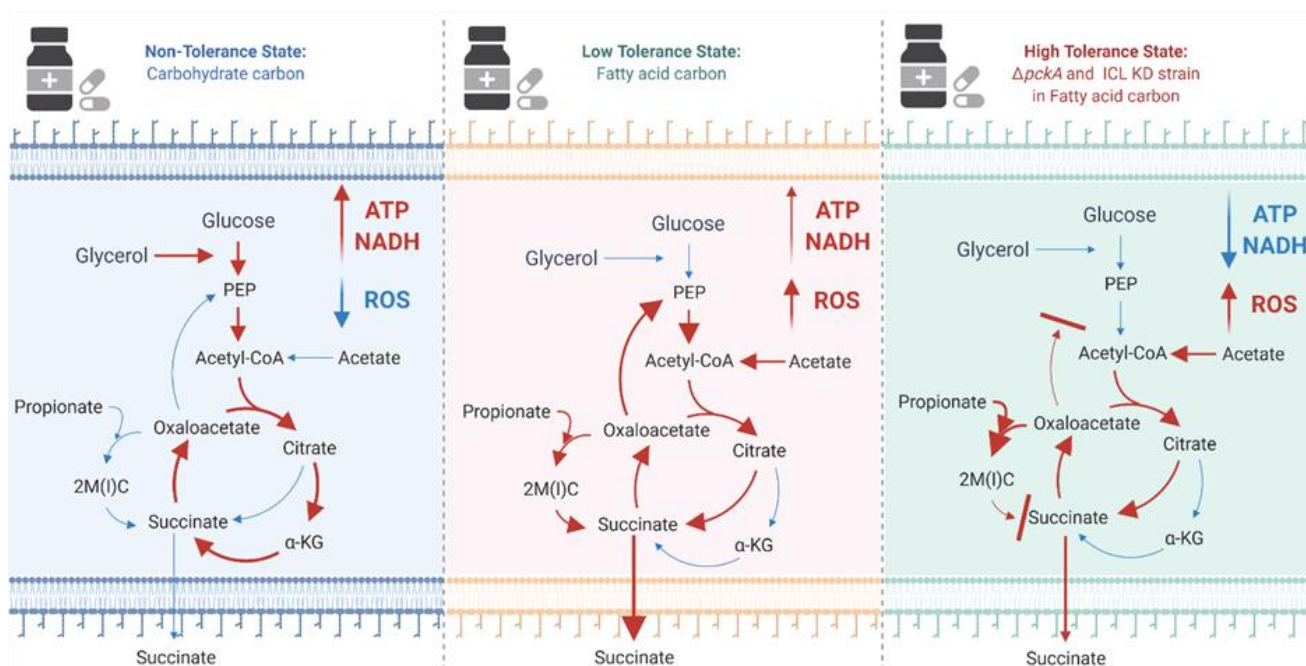 Non-Tolerance State:
Carbohydrate carbon
Glucose
Glycerol
PEP
Acetyl-CoA
Acetate
Propionate
Oxaloacetate
Citrate
2M(I)C
Succinate
α-KG
ATP
NADH
ROS
Succinate
Low Tolerance State:
Fatty acid carbon
Glucose
Glycerol
PEP
Acetyl-CoA
Acetate
Propionate
Oxaloacetate
Citrate
2M(I)C
Succinate
α-KG
ATP
NADH
ROS
Succinate
High Tolerance State:
ΔpckA and ICL KD strain
in Fatty acid carbon
Glucose
Glycerol
PEP
Acetyl-CoA
Acetate
Propionate
Oxaloacetate
Citrate
2M(I)C
Succinate
α-KG
ATP
NADH
ROS
Succinate